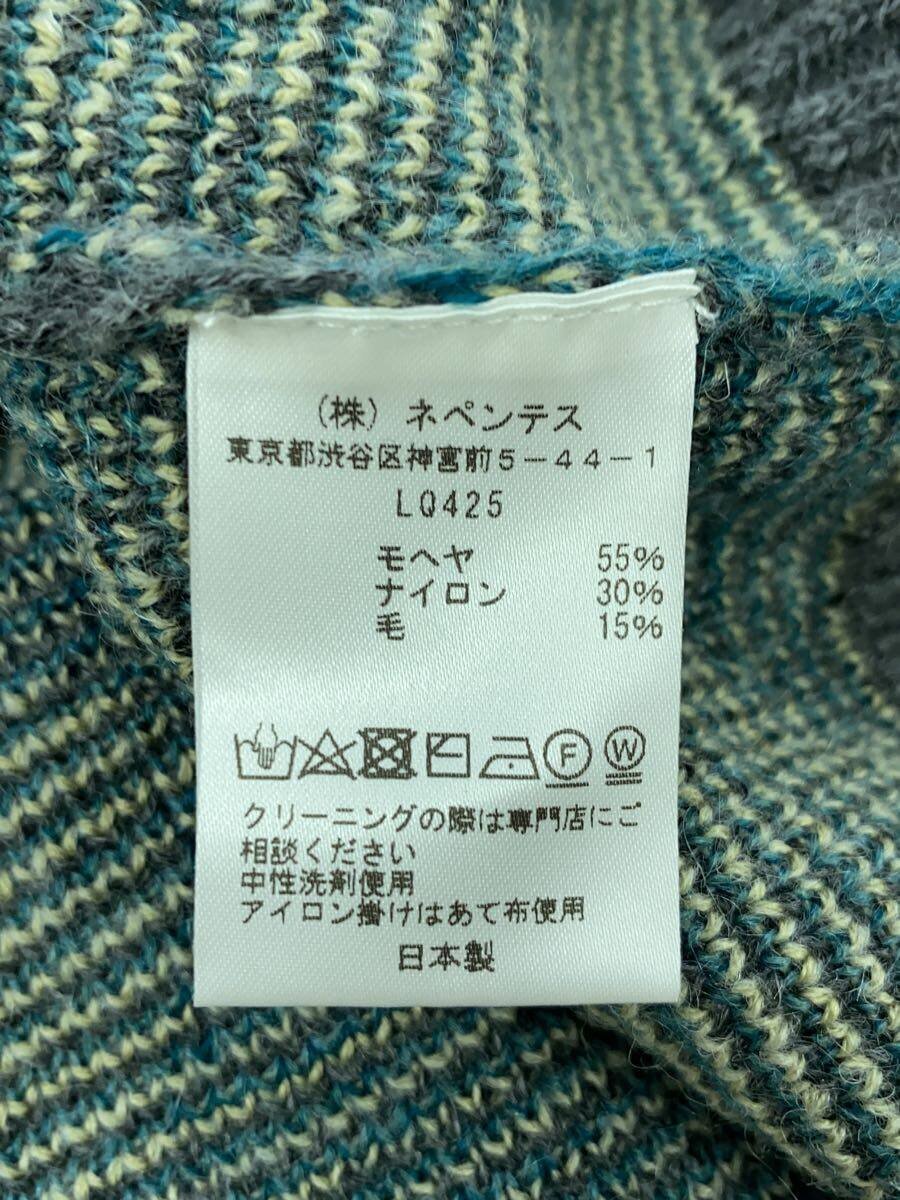 （株）ネペンテス
東京都渋谷区神宮前5-44-1
LQ425
モヘヤ 55%
ナイロン 30%
毛 15%
F W
クリーニングの際は専門店にご
相談ください
中性洗剤使用
アイロン掛けはあて布使用
日本製